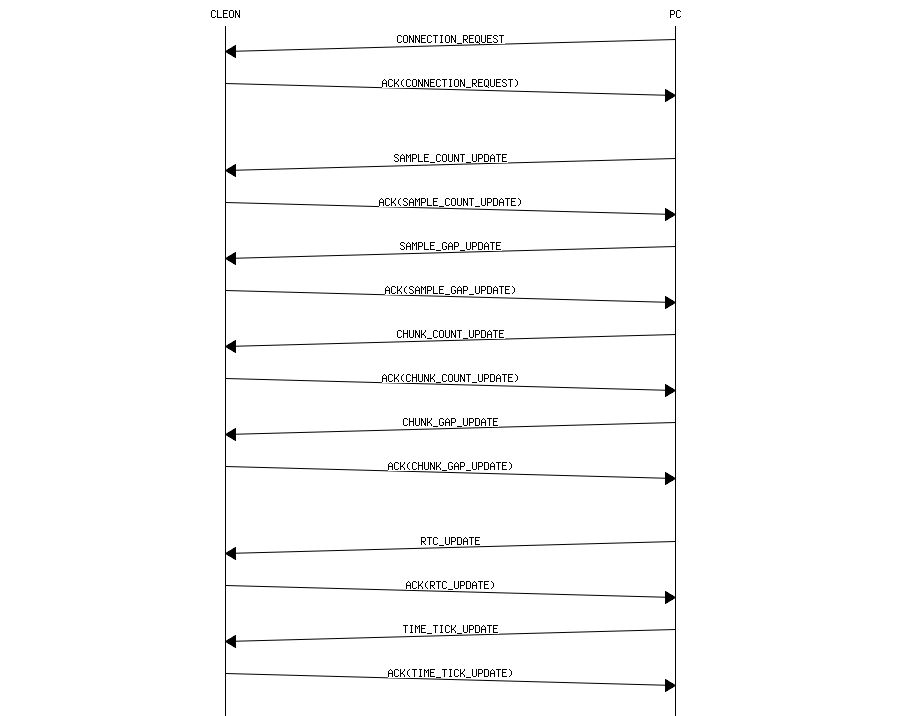 CLEON PC
CONNECTION_REQUEST
ACK(CONNECTION_REQUEST)
SAMPLE_COUNT_UPDATE
ACK(SAMPLE_COUNT_UPDATE)
SAMPLE_GAP_UPDATE
ACK(SAMPLE_GAP_UPDATE)
CHUNK_COUNT_UPDATE
ACK(CHUNK_COUNT_UPDATE)
CHUNK_GAP_UPDATE
ACK(CHUNK_GAP_UPDATE)
RTC_UPDATE
ACK(RTC_UPDATE)
TIME_TICK_UPDATE
ACK(TIME_TICK_UPDATE)